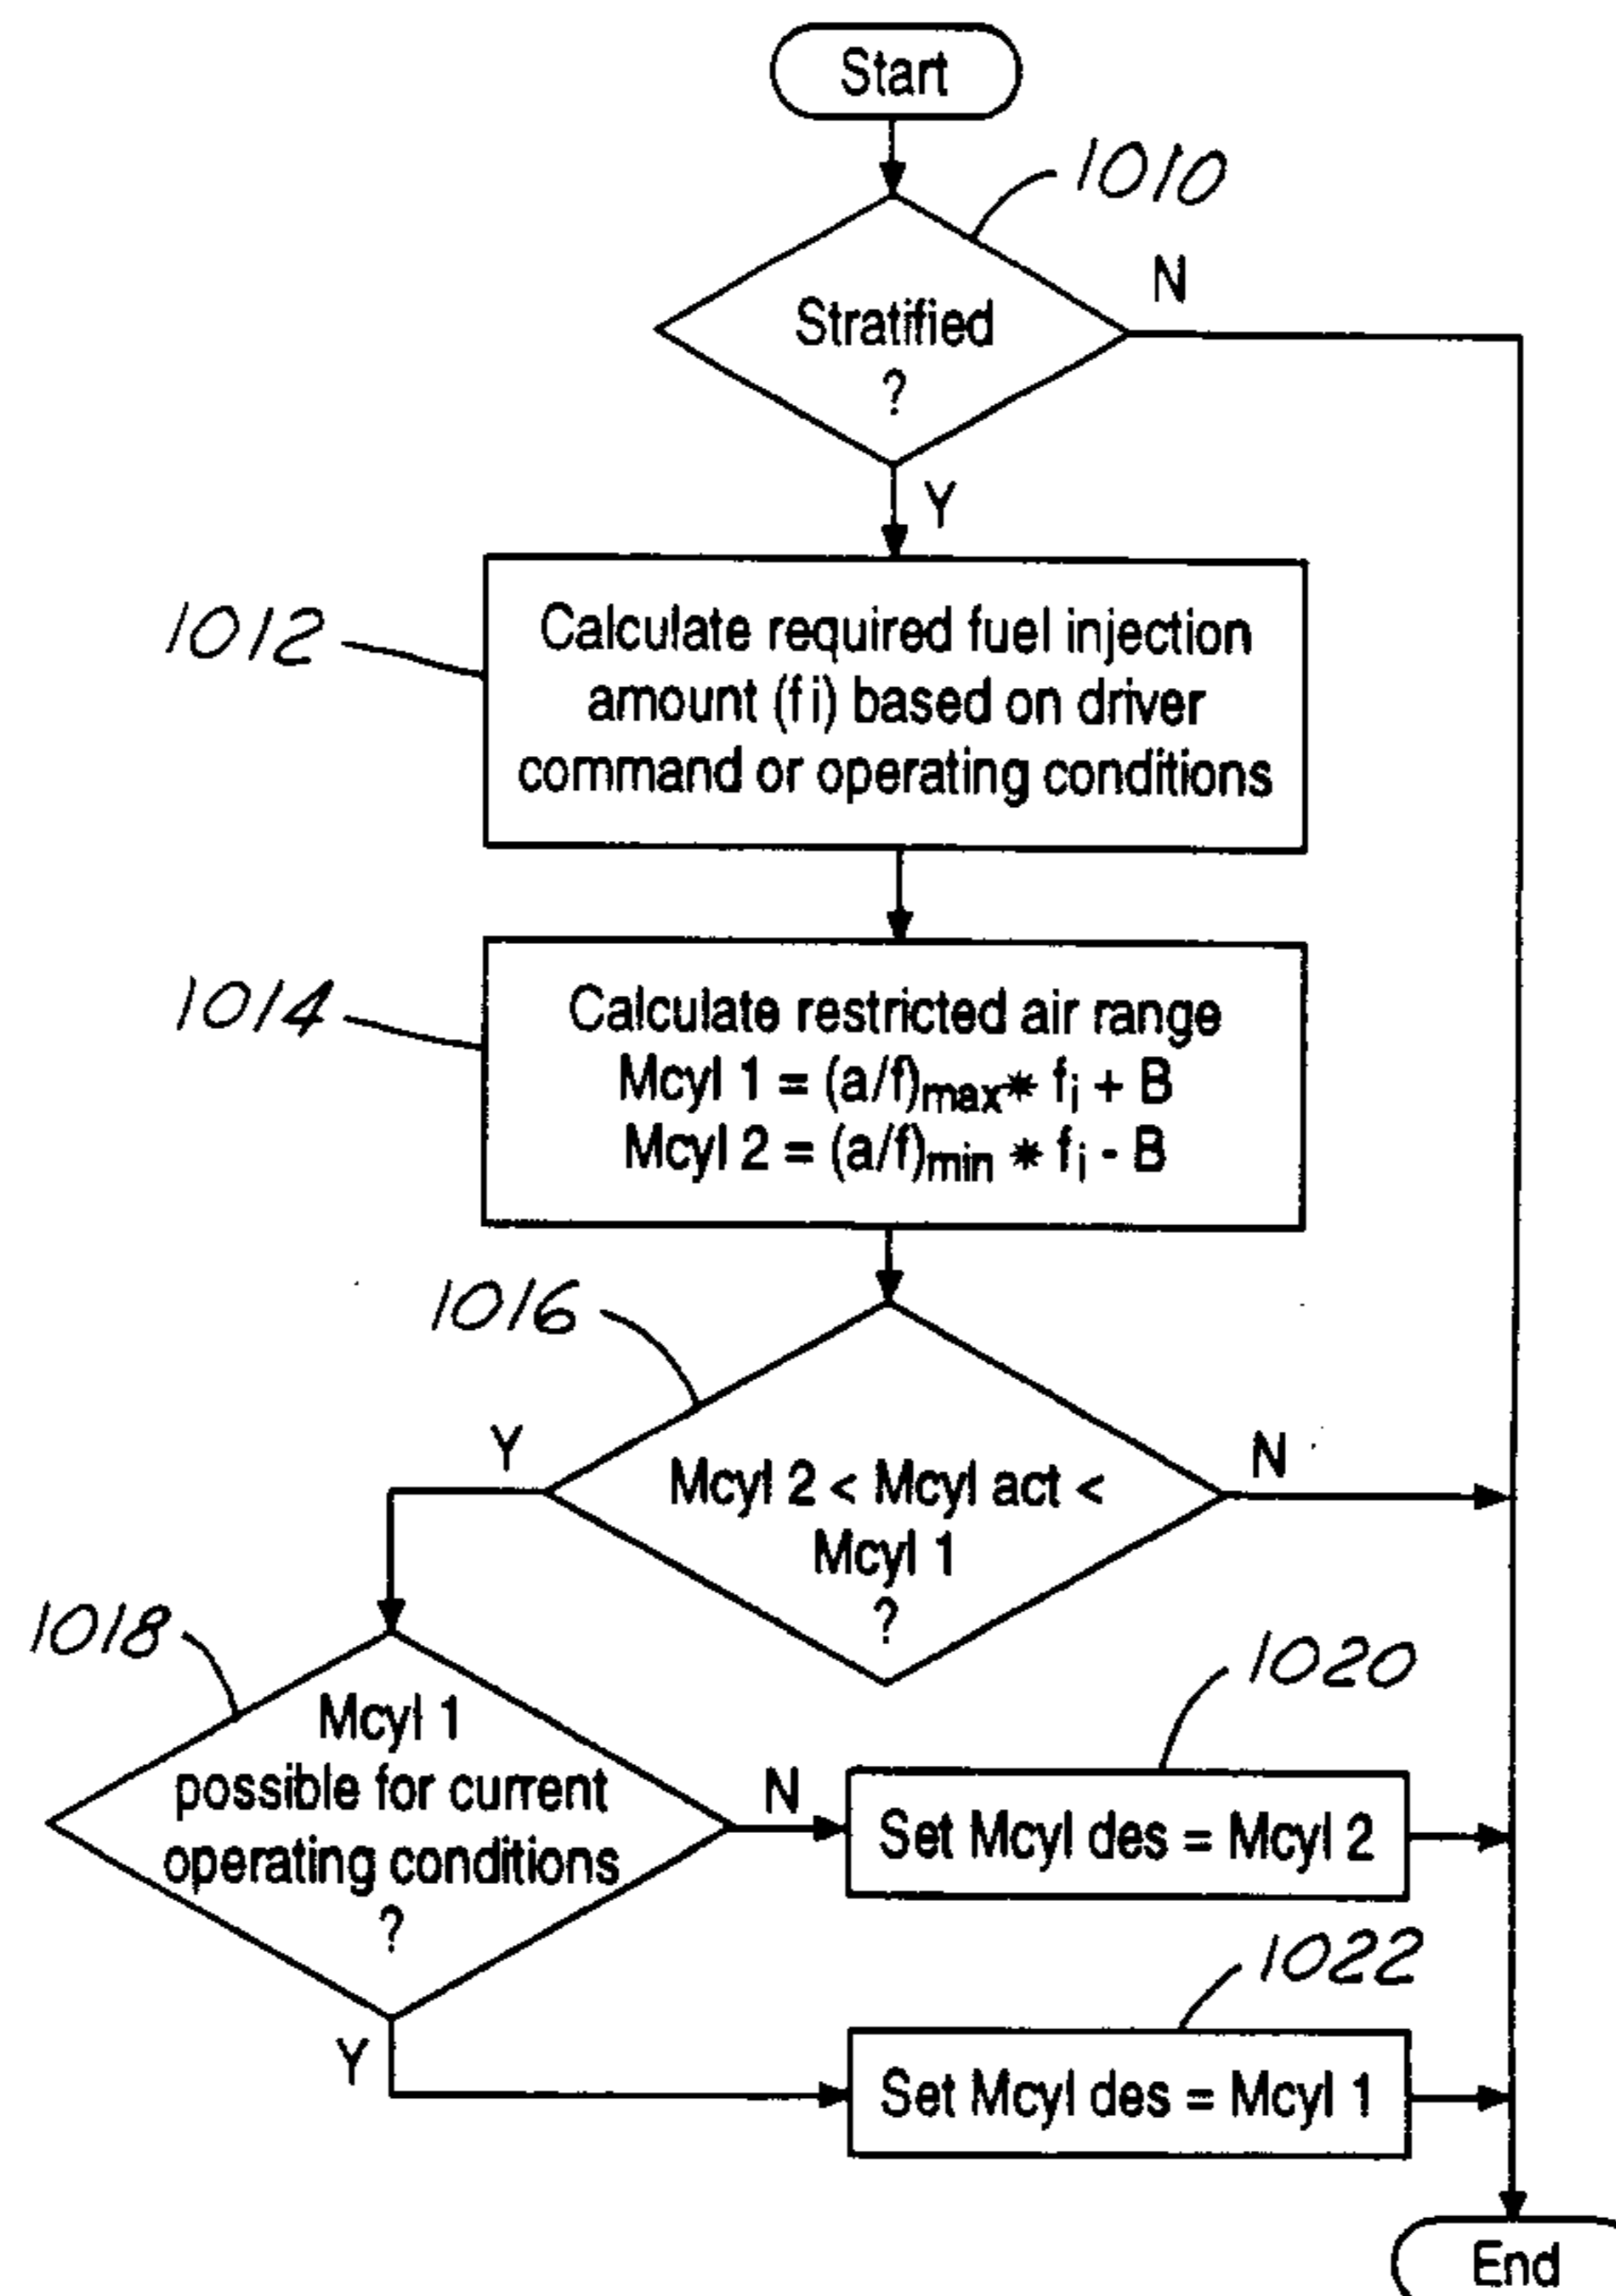 Start
1010
N
Stratified
?
Y
1012
Calculate required fuel injection
amount (fi) based on driver
command or operating conditions
1014
Calculate restricted air range
Mcyl 1 = (a/f)max* fi + B
Mcyl 2 = (a/f)min * fi - B
1016
Y
N
Mcyl 2 < Mcyl act <
Mcyl 1
?
1018
Mcyl 1
possible for current
operating conditions
?
N
1020
Set Mcyl des = Mcyl 2
Y
1022
Set Mcyl des = Mcyl 1
End